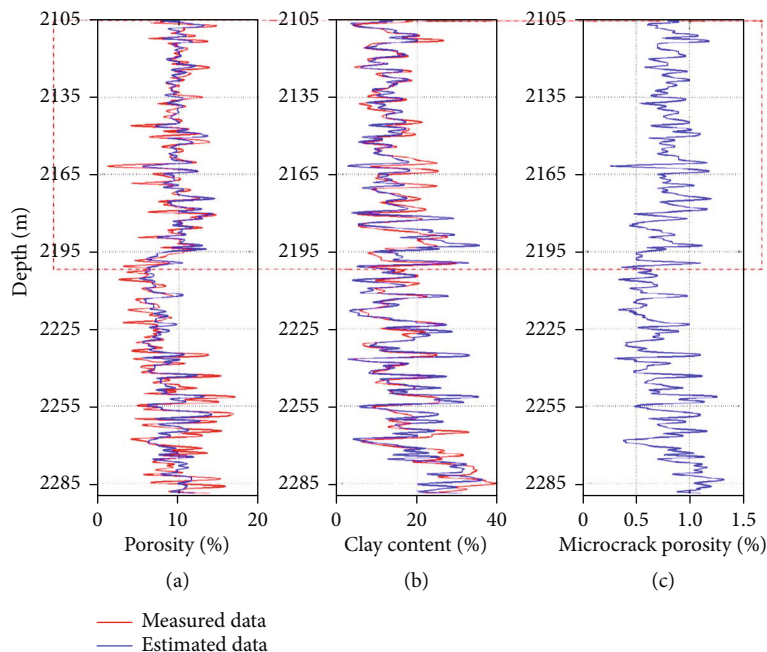 2105 2105 2105
2135 2135 2135
2165 2165 2165
2195 2195 2195
2225 2225 2225
2255 2255 2255
2285 2285 2285
Depth (m)
0 10 20 0 20 40 0 0.5 1.0 1.5
Porosity (%) Clay content (%) Microcrack porosity (%)
(a) (b) (c)
Measured data
Estimated data